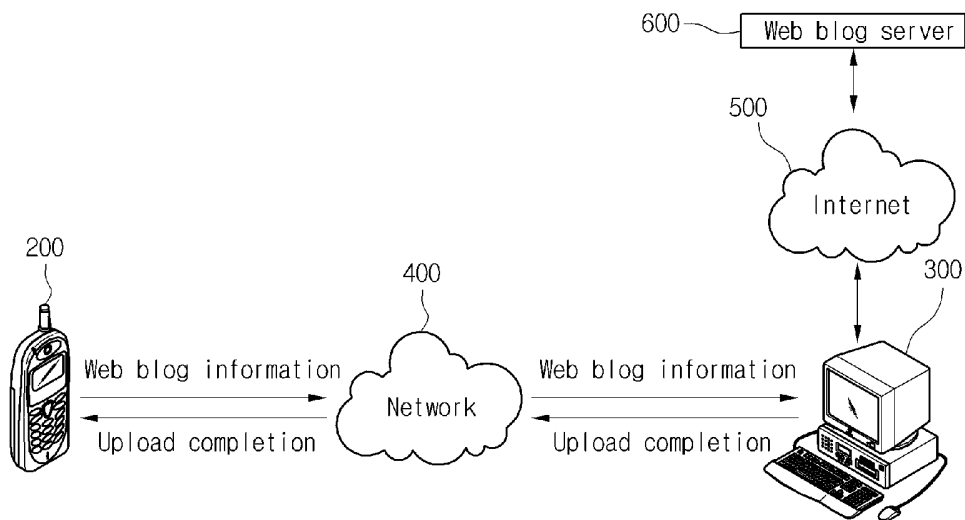 600
Web blog server
500
Internet
200
400
300
Web blog information
Web blog information
Network
Upload completion
Upload completion